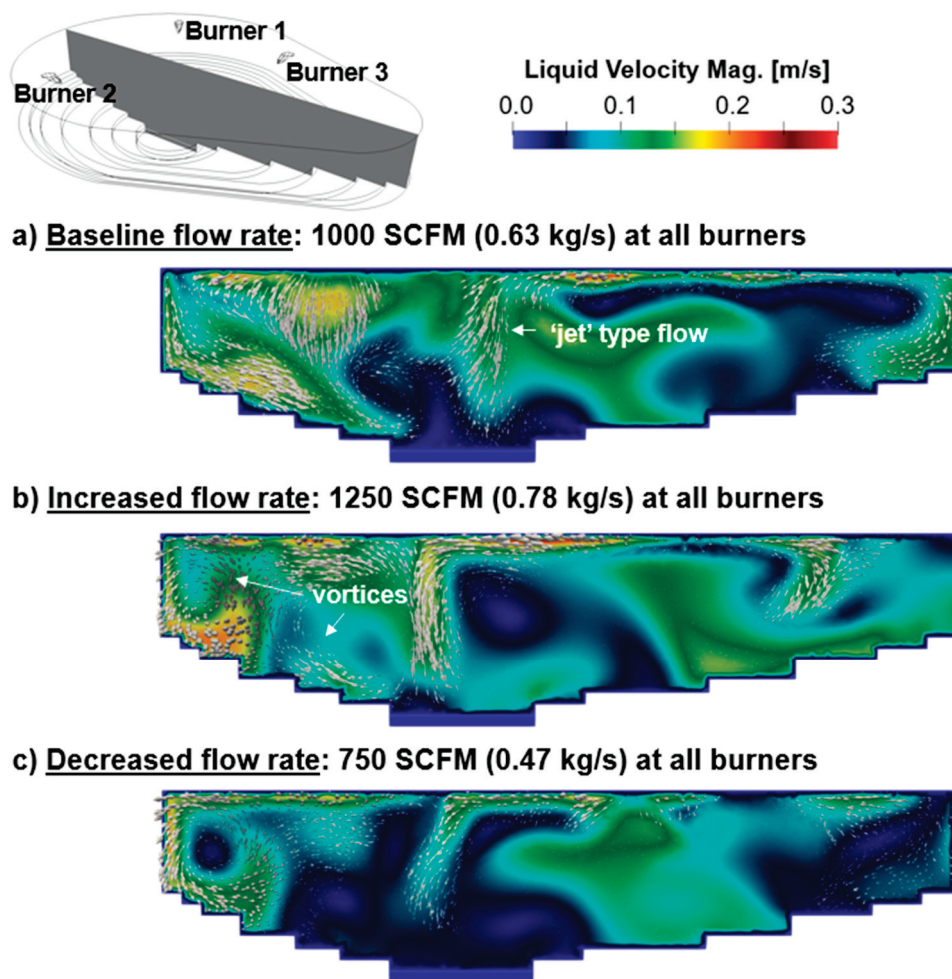 Burner 1
Burner 3
Burner 2
Liquid Velocity Mag. [m/s]
0.0 0.1 0.2 0.3
a) Baseline flow rate: 1000 SCFM (0.63 kg/s) at all burners
'jet' type flow
b) Increased flow rate: 1250 SCFM (0.78 kg/s) at all burners
vortices
c) Decreased flow rate: 750 SCFM (0.47 kg/s) at all burners